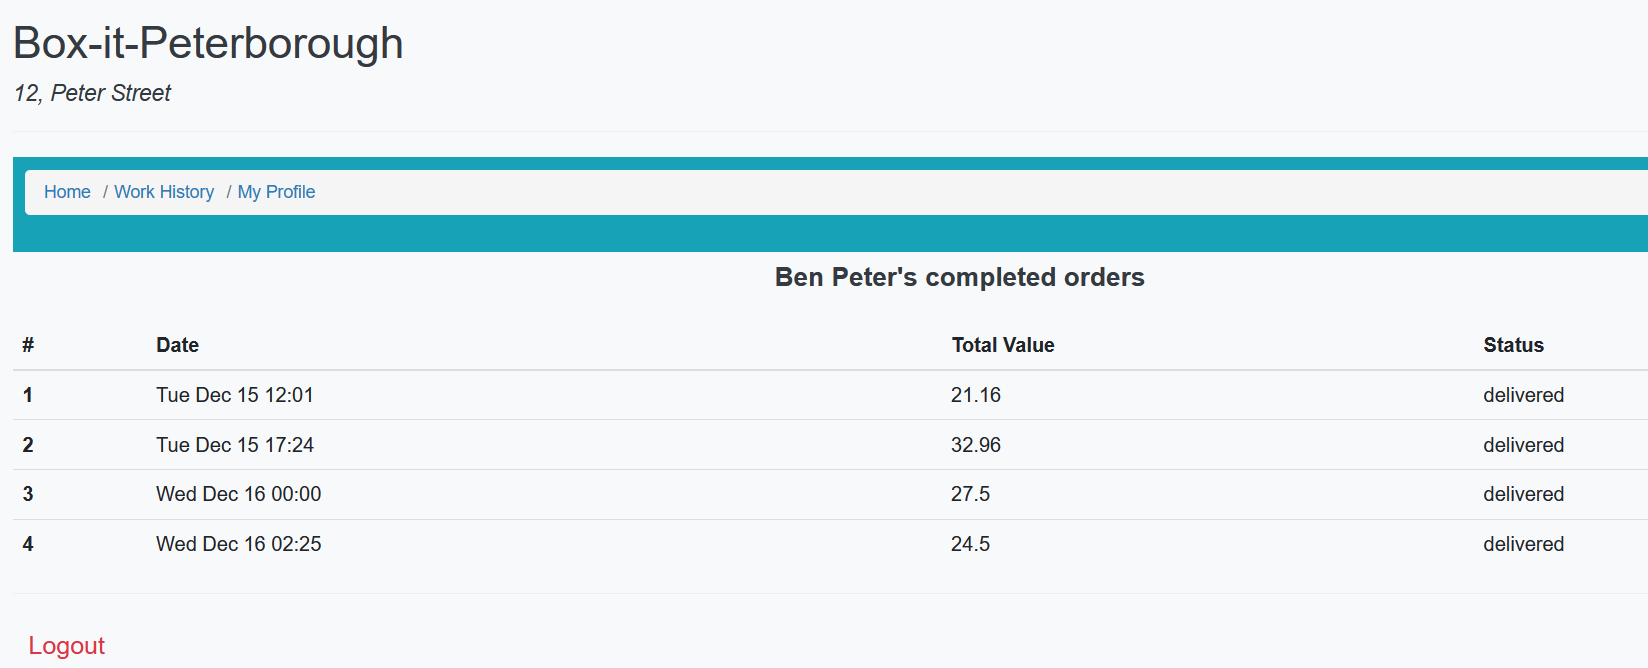 Box-it-Peterborough
12, Peter Street
Home / Work History / My Profile
Ben Peter's completed orders
# Date Total Value Status
1 Tue Dec 15 12:01 21.16 delivered
2 Tue Dec 15 17:24 32.96 delivered
3 Wed Dec 16 00:00 27.5 delivered
4 Wed Dec 16 02:25 24.5 delivered
Logout